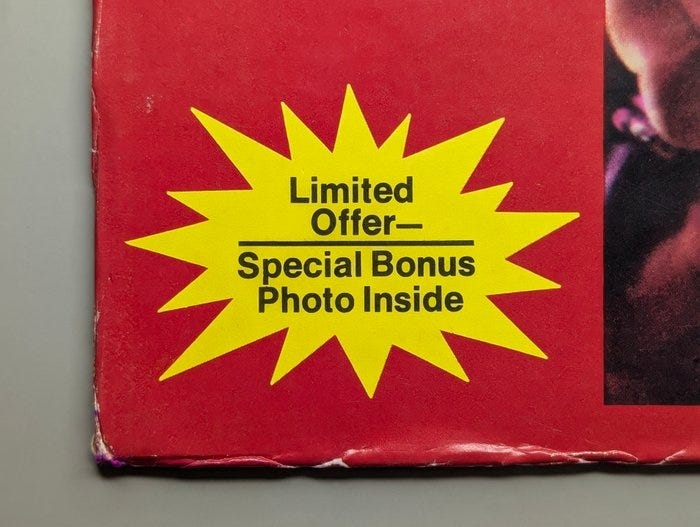 Limited
Offer—
Special Bonus
Photo Inside